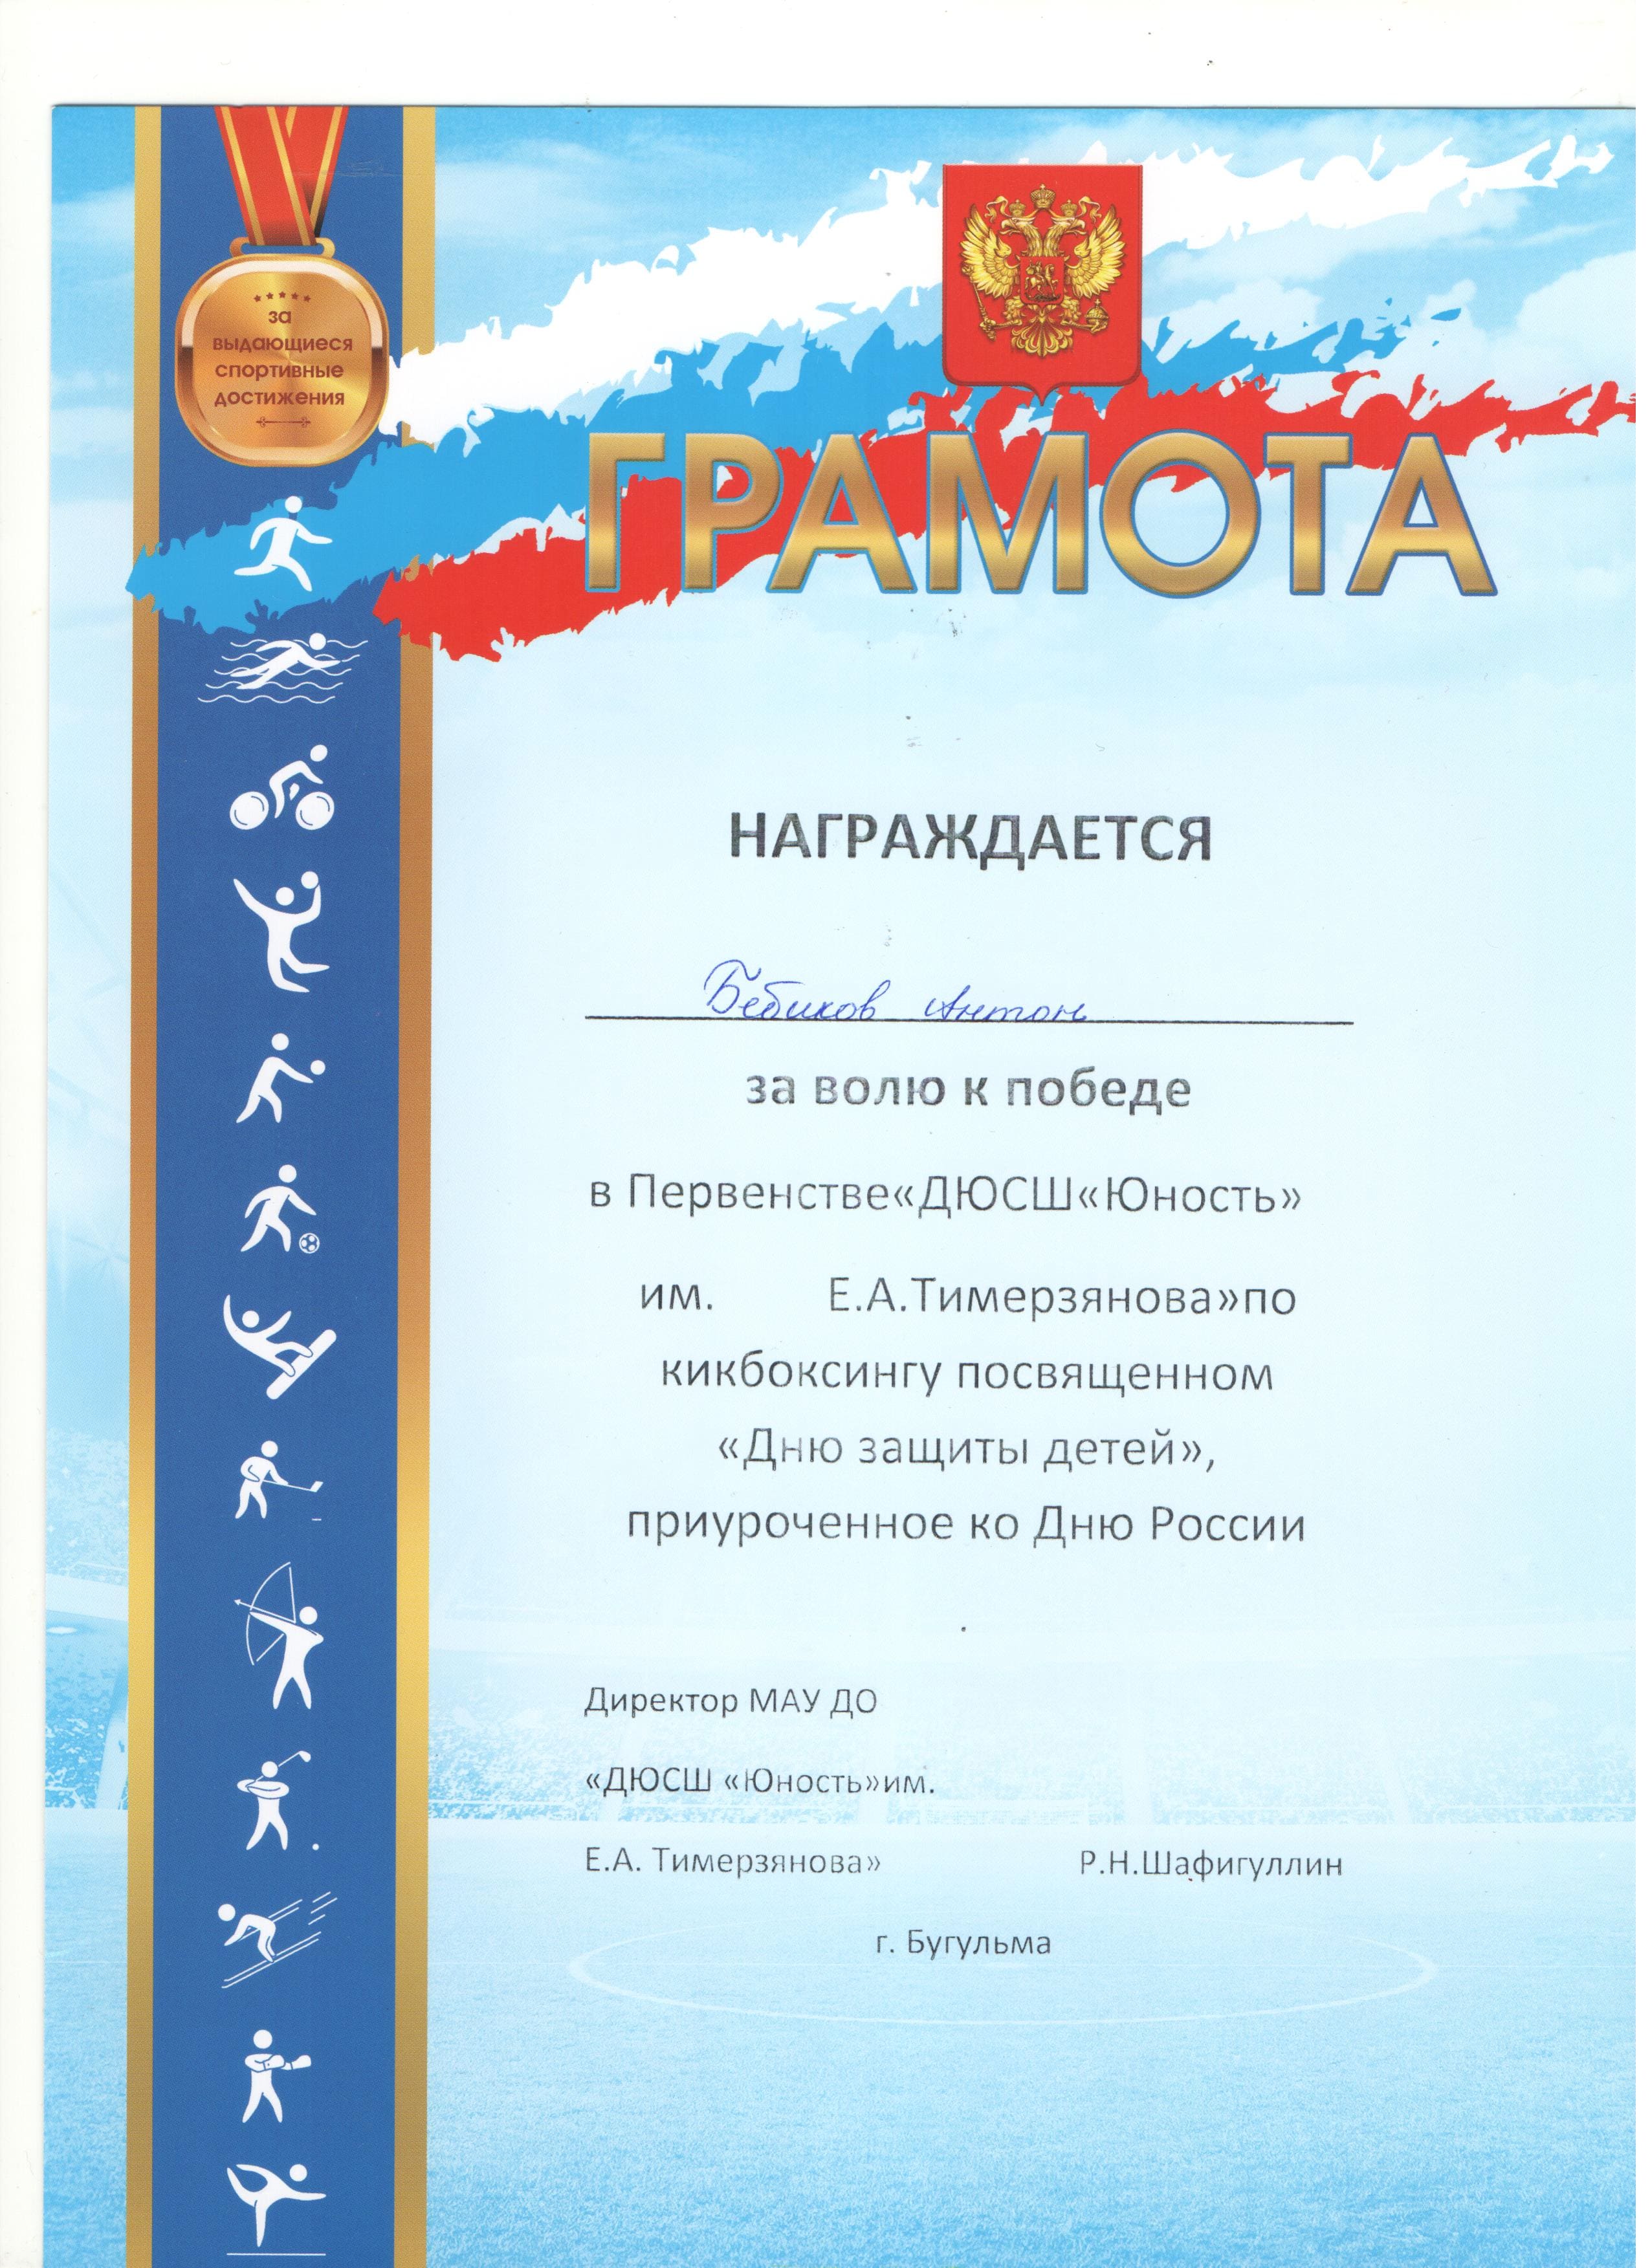 за
выдающиеся
спортивные
достижения
ГРАМОТА
НАГРАЖДАЕТСЯ
Бебиков Антон
за волю к победе
в Первенстве«ДЮСШ«Юность»
им. Е.А.Тимерзянова»по
кикбоксингу посвященном
«Дню защиты детей»,
приуроченное ко Дню России
Директор МАУ ДО
«ДЮСШ «Юность»им.
Е.А. Тимерзянова» Р.Н.Шафигуллин
г. Бугульма